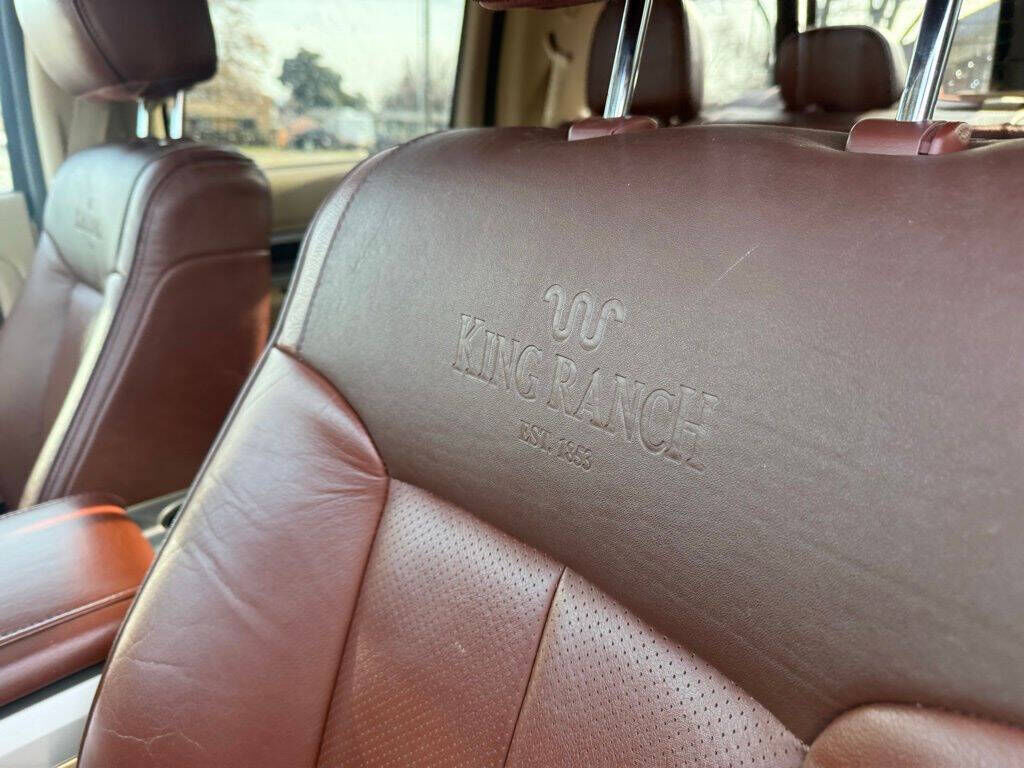 KING RANCH
EST. 1853